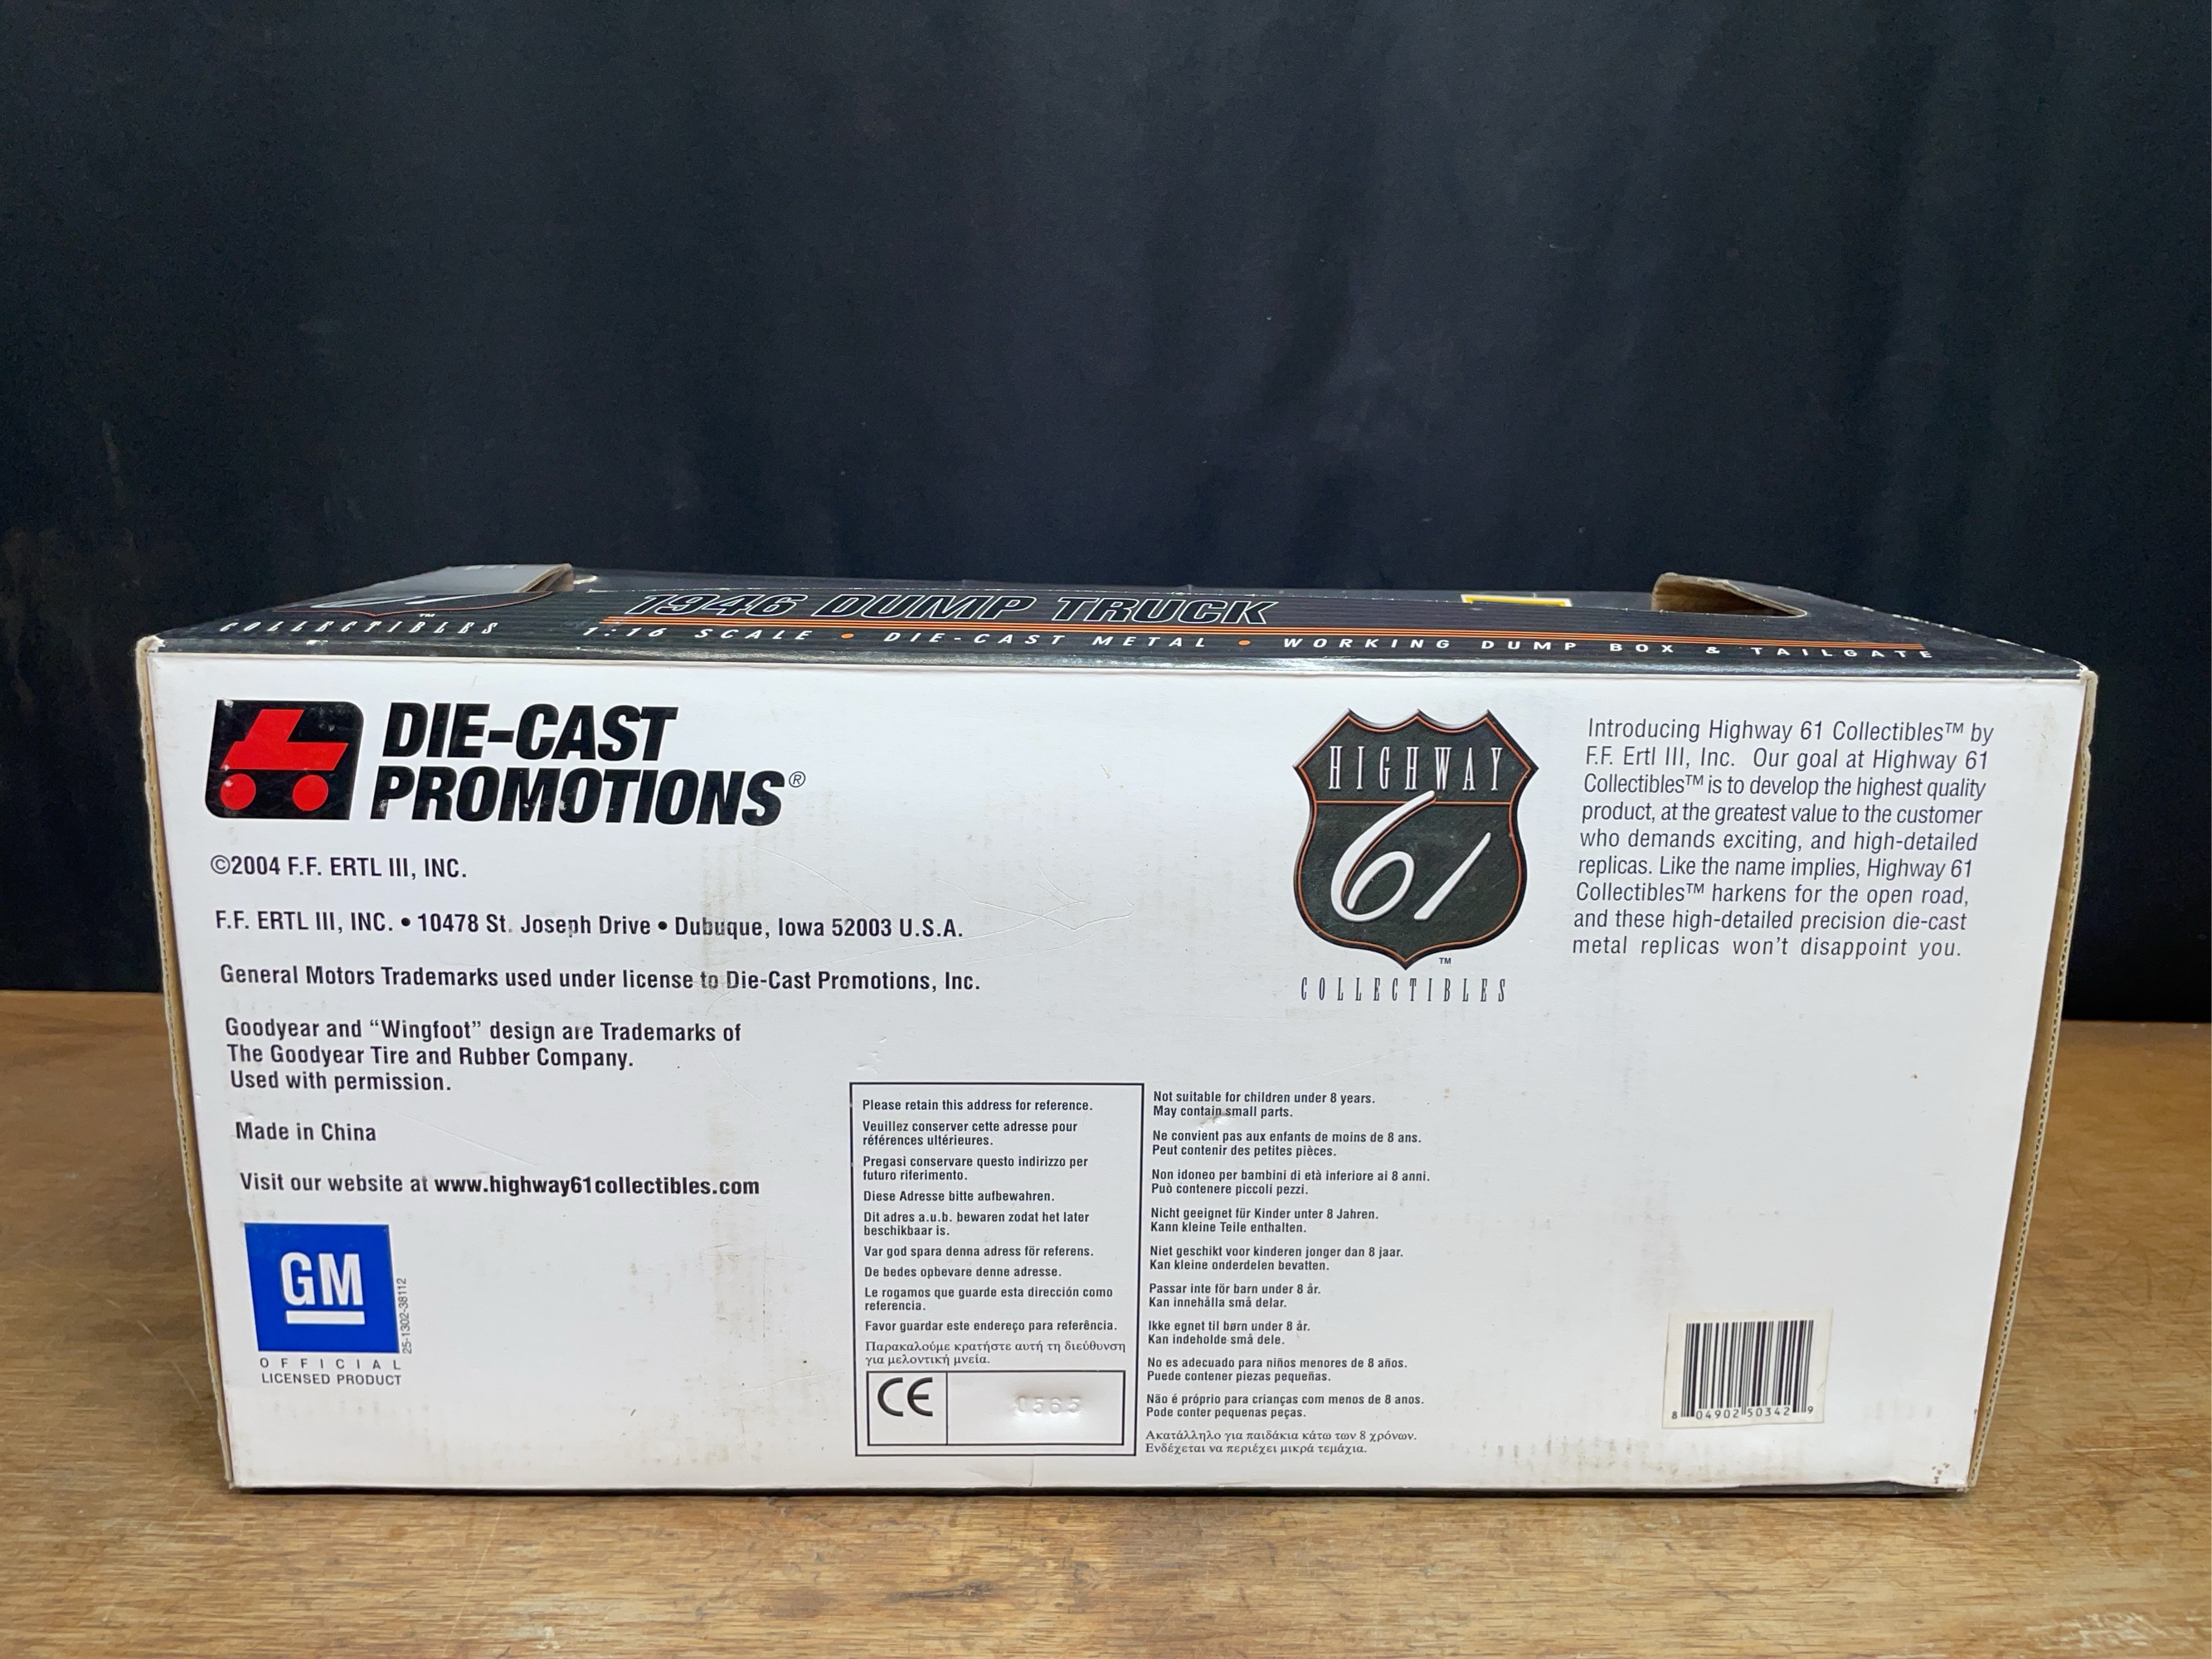 COLLECTIBLES
™
1946 DUMP TRUCK
1:16 SCALE • DIE-CAST METAL • WORKING DUMP BOX & TAILGATE
DIE-CAST
PROMOTIONS®
©2004 F.F. ERTL III, INC.
F.F. ERTL III, INC. • 10478 St. Joseph Drive • Dubuque, Iowa 52003 U.S.A.
General Motors Trademarks used under license to Die-Cast Promotions, Inc.
Goodyear and “Wingfoot” design are Trademarks of
The Goodyear Tire and Rubber Company.
Used with permission.
Made in China
Visit our website at www.highway61collectibles.com
GM
25-1302-38112
OFFICIAL
LICENSED PRODUCT
HIGHWAY
61
™
COLLECTIBLES
Introducing Highway 61 Collectibles™ by
F.F. Ertl III, Inc. Our goal at Highway 61
Collectibles™ is to develop the highest quality
product, at the greatest value to the customer
who demands exciting, and high-detailed
replicas. Like the name implies, Highway 61
Collectibles™ harkens for the open road,
and these high-detailed precision die-cast
metal replicas won’t disappoint you.
Please retain this address for reference.
Veuillez conserver cette adresse pour
références ultérieures.
Pregasi conservare questo indirizzo per
futuro riferimento.
Diese Adresse bitte aufbewahren.
Dit adres a.u.b. bewaren zodat het later
beschikbaar is.
Var god spara denna adress för referens.
De bedes opbevare denne adresse.
Le rogamos que guarde esta dirección como
referencia.
Favor guardar este endereço para referência.
Παρακαλούμε κρατήστε αυτή τη διεύθυνση
για μελοντική μνεία.
CE
0565
Not suitable for children under 8 years.
May contain small parts.
Ne convient pas aux enfants de moins de 8 ans.
Peut contenir des petites pièces.
Non idoneo per bambini di età inferiore ai 8 anni.
Può contenere piccoli pezzi.
Nicht geeignet für Kinder unter 8 Jahren.
Kann kleine Teile enthalten.
Niet geschikt voor kinderen jonger dan 8 jaar.
Kan kleine onderdelen bevatten.
Passar inte för barn under 8 år.
Kan innehålla små delar.
Ikke egnet til børn under 8 år.
Kan indeholde små dele.
No es adecuado para niños menores de 8 años.
Puede contener piezas pequeñas.
Não é próprio para crianças com menos de 8 anos.
Pode conter pequenas peças.
Ακατάλληλο για παιδάκια κάτω των 8 χρόνων.
Ενδέχεται να περιέχει μικρά τεμάχια.
8 04902 50342 9